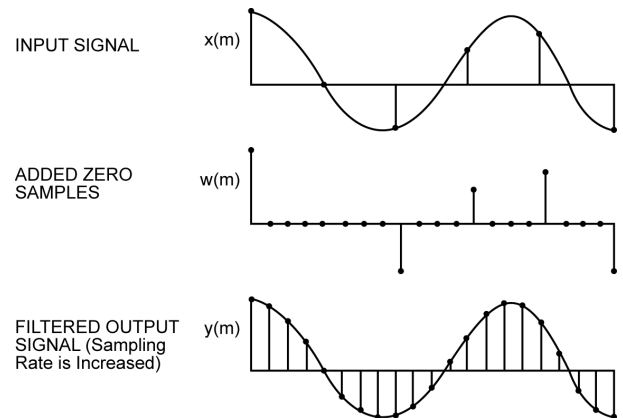 INPUT SIGNAL
x(m)
ADDED ZERO
SAMPLES
w(m)
FILTERED OUTPUT
SIGNAL (Sampling
Rate is Increased)
y(m)